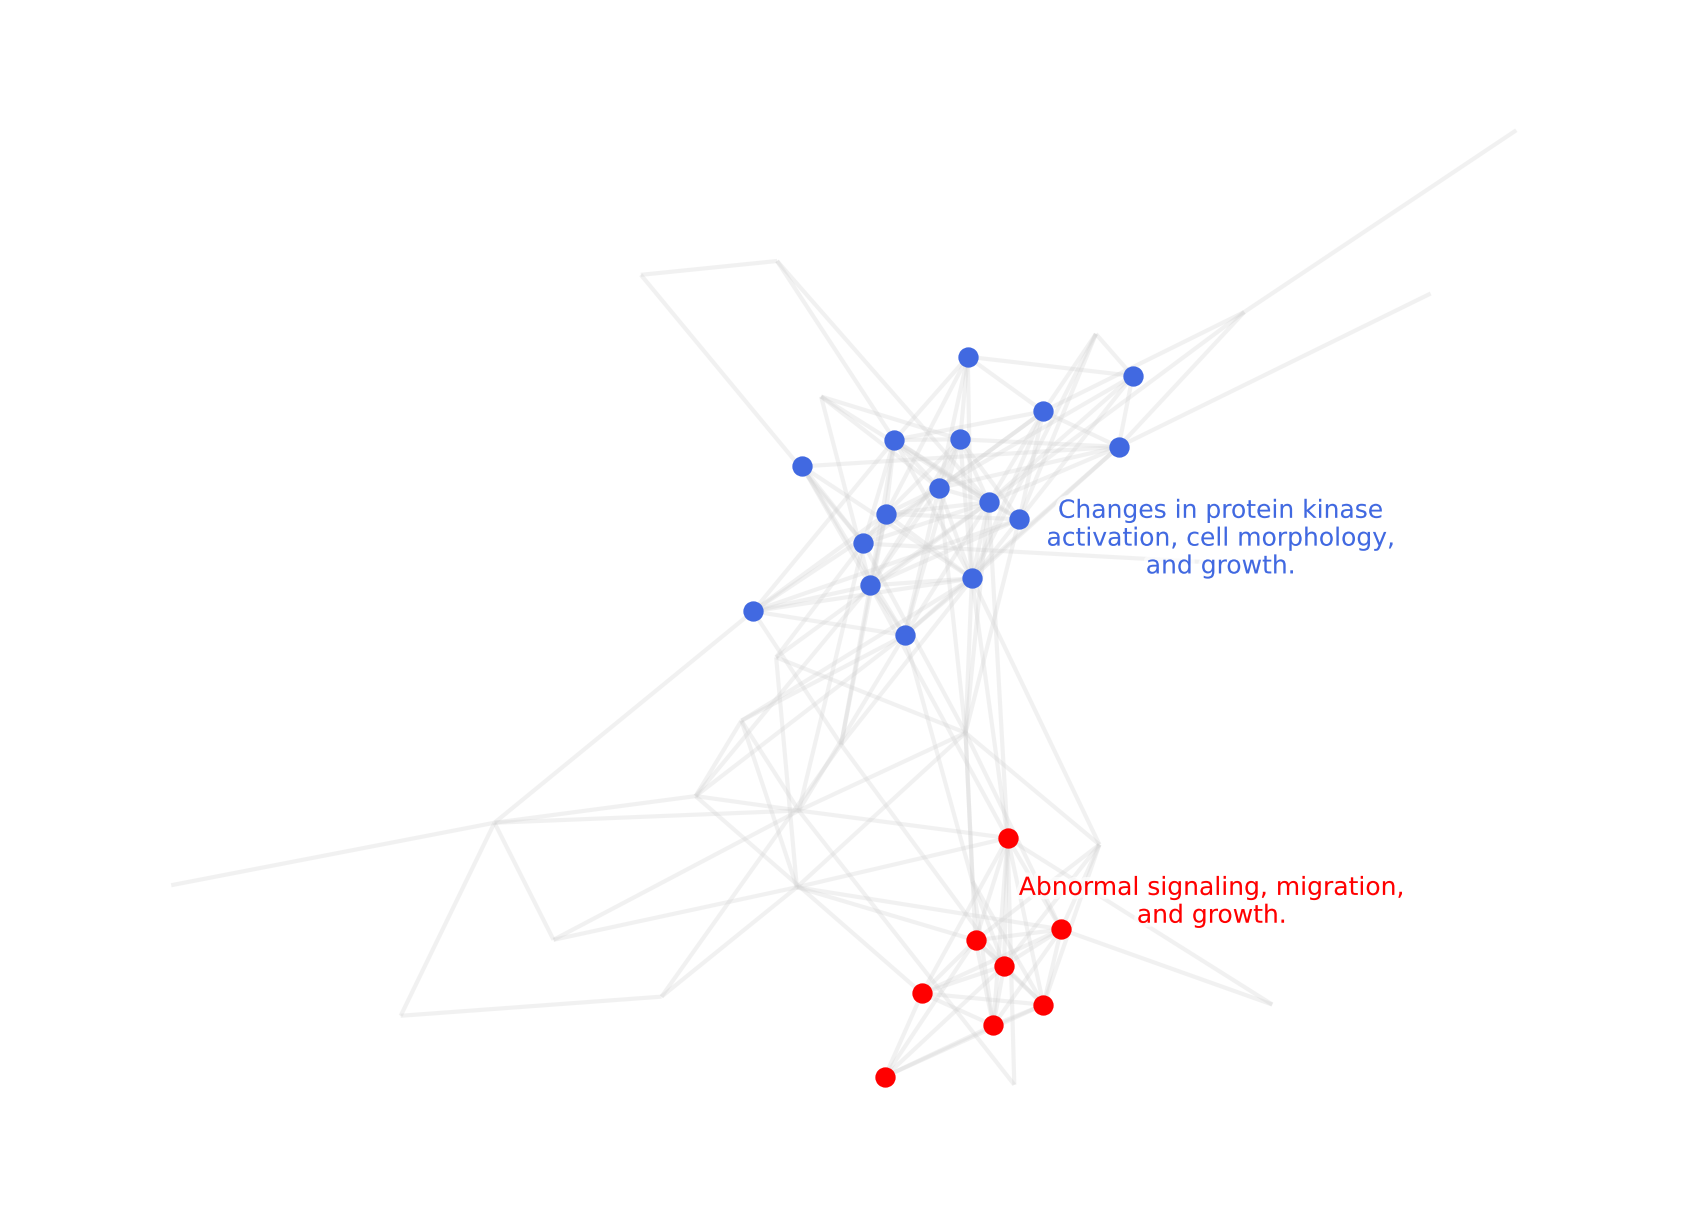 Changes in protein kinase
activation, cell morphology,
and growth.
Abnormal signaling, migration,
and growth.